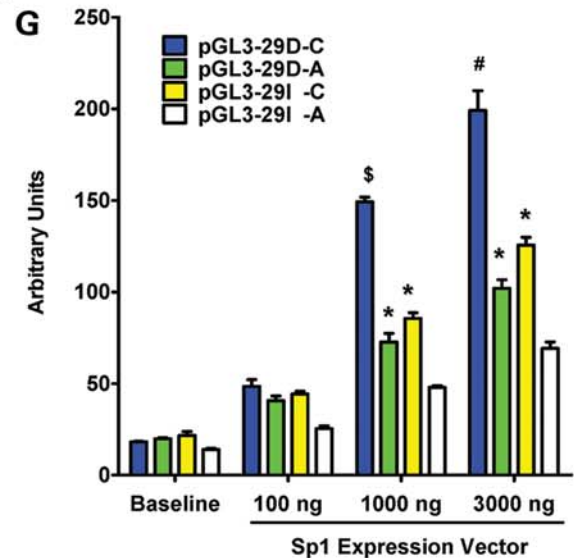 G
250
200
150
100
50
0
Arbitrary Units
pGL3-29D-C
pGL3-29D-A
pGL3-29I -C
pGL3-29I -A
$
*
*
#
*
*
Baseline 100 ng 1000 ng 3000 ng
Sp1 Expression Vector